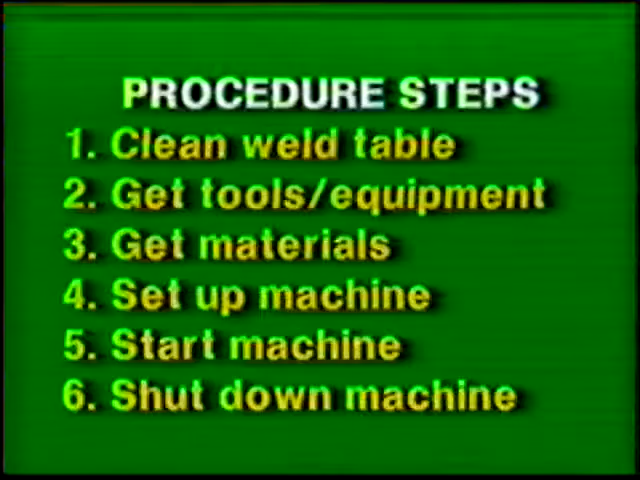 PROCEDURE STEPS
1. Clean weld table
2. Get tools/equipment
3. Get materials
4. Set up machine
5. Start machine
6. Shut down machine